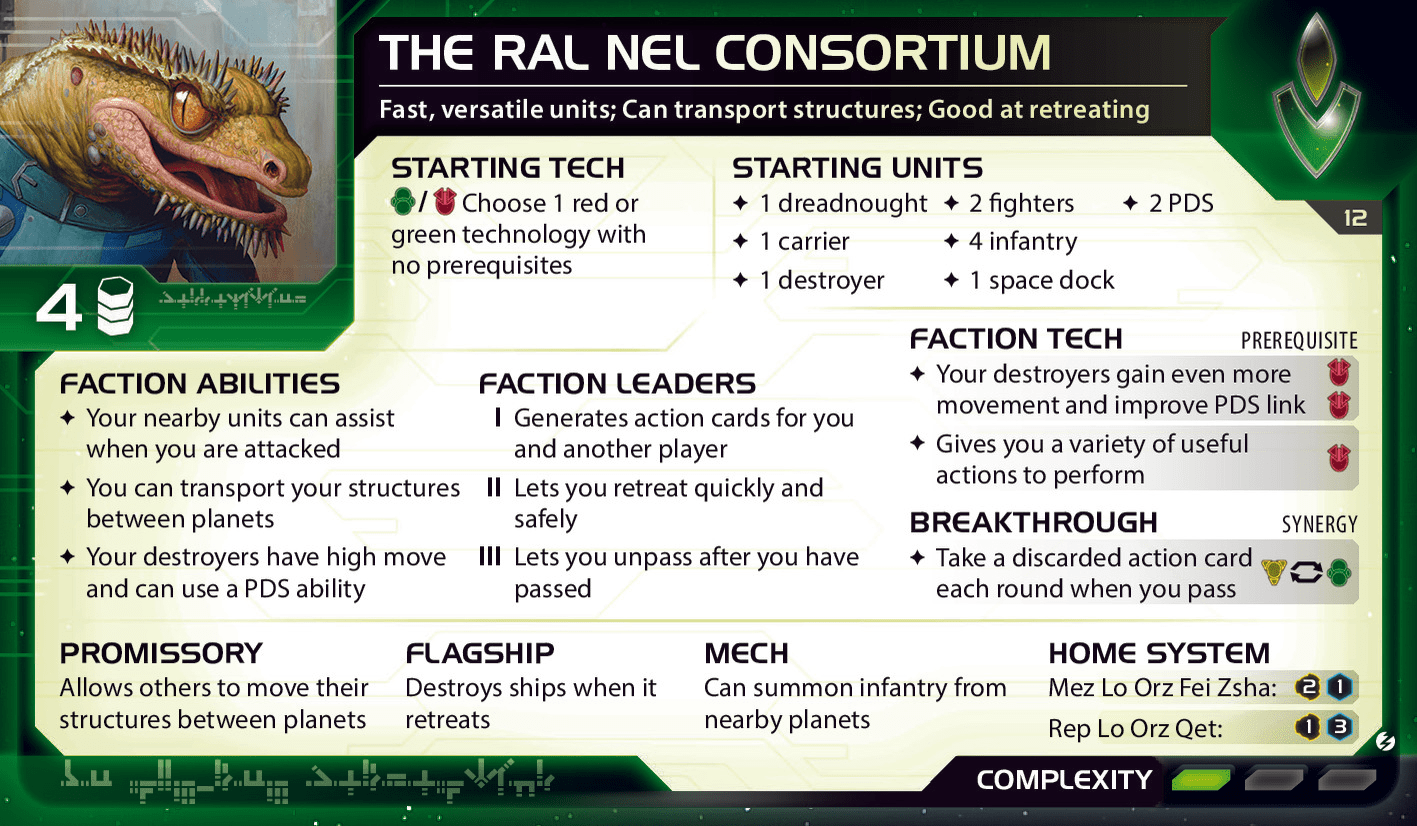 THE RAL NEL CONSORTIUM
Fast, versatile units; Can transport structures; Good at retreating
12
4
STARTING TECH
/ Choose 1 red or
green technology with
no prerequisites
STARTING UNITS
1 dreadnought
1 carrier
1 destroyer
2 fighters
4 infantry
1 space dock
2 PDS
FACTION ABILITIES
Your nearby units can assist
when you are attacked
You can transport your structures
between planets
Your destroyers have high move
and can use a PDS ability
FACTION LEADERS
I Generates action cards for you
and another player
II Lets you retreat quickly and
safely
III Lets you unpass after you have
passed
FACTION TECH PREREQUISITE
Your destroyers gain even more
movement and improve PDS link
Gives you a variety of useful
actions to perform
BREAKTHROUGH SYNERGY
Take a discarded action card
each round when you pass
PROMISSORY
Allows others to move their
structures between planets
FLAGSHIP
Destroys ships when it
retreats
MECH
Can summon infantry from
nearby planets
HOME SYSTEM
Mez Lo Orz Fei Zsha: 2 1
Rep Lo Orz Qet: 1 3
COMPLEXITY